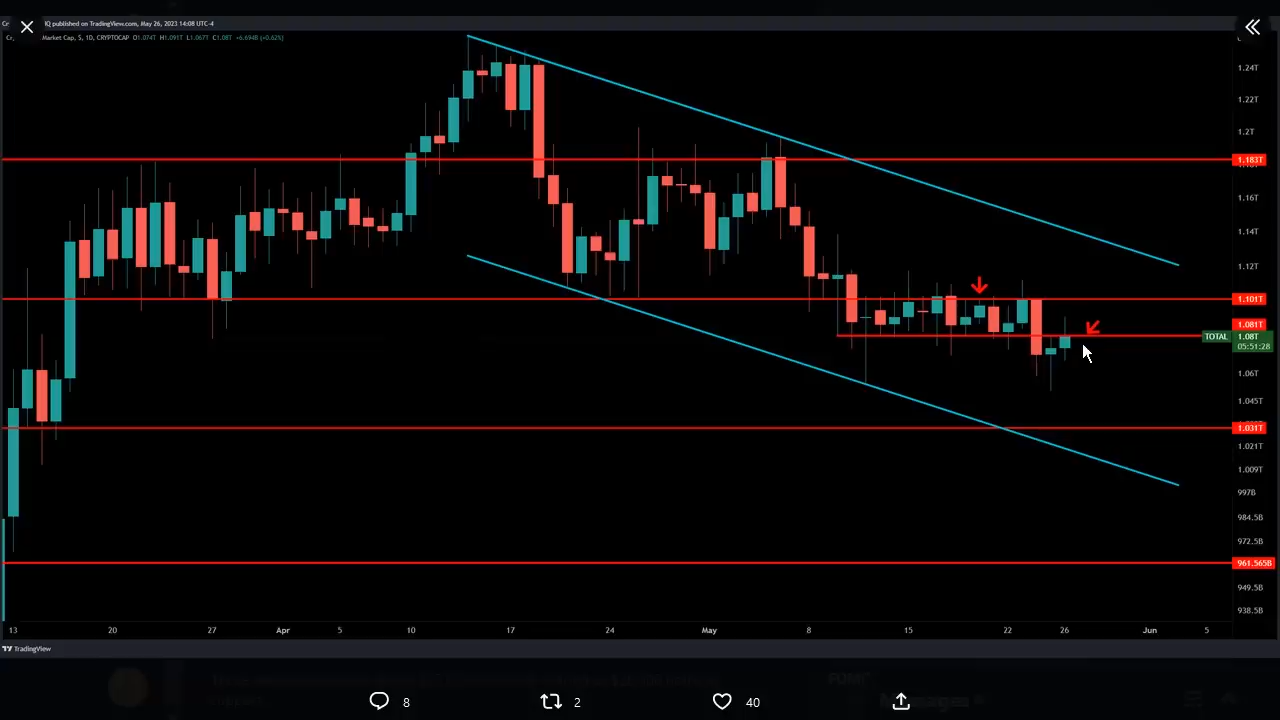 IQ published on TradingView.com, May 26, 2023 14:08 UTC-4
Market Cap, $, 1D, CRYPTOCAP O1.074T H1.091T L1.067T C1.08T +6.694B (+0.62%)
1.24T
1.22T
1.2T
1.183T
1.16T
1.14T
1.12T
1.101T
1.081T
TOTAL 1.08T
05:51:28
1.06T
1.045T
1.031T
1.021T
1.009T
997B
984.5B
972.5B
961.565B
949.5B
938.5B
13 20 27 Apr 5 10 17 24 May 8 15 22 26 Jun 5
TradingView
8 2 40